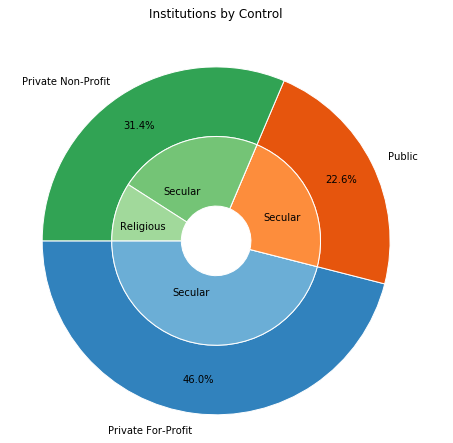 Institutions by Control
Private Non-Profit
31.4%
Public
22.6%
Secular
Secular
Religious
Secular
46.0%
Private For-Profit